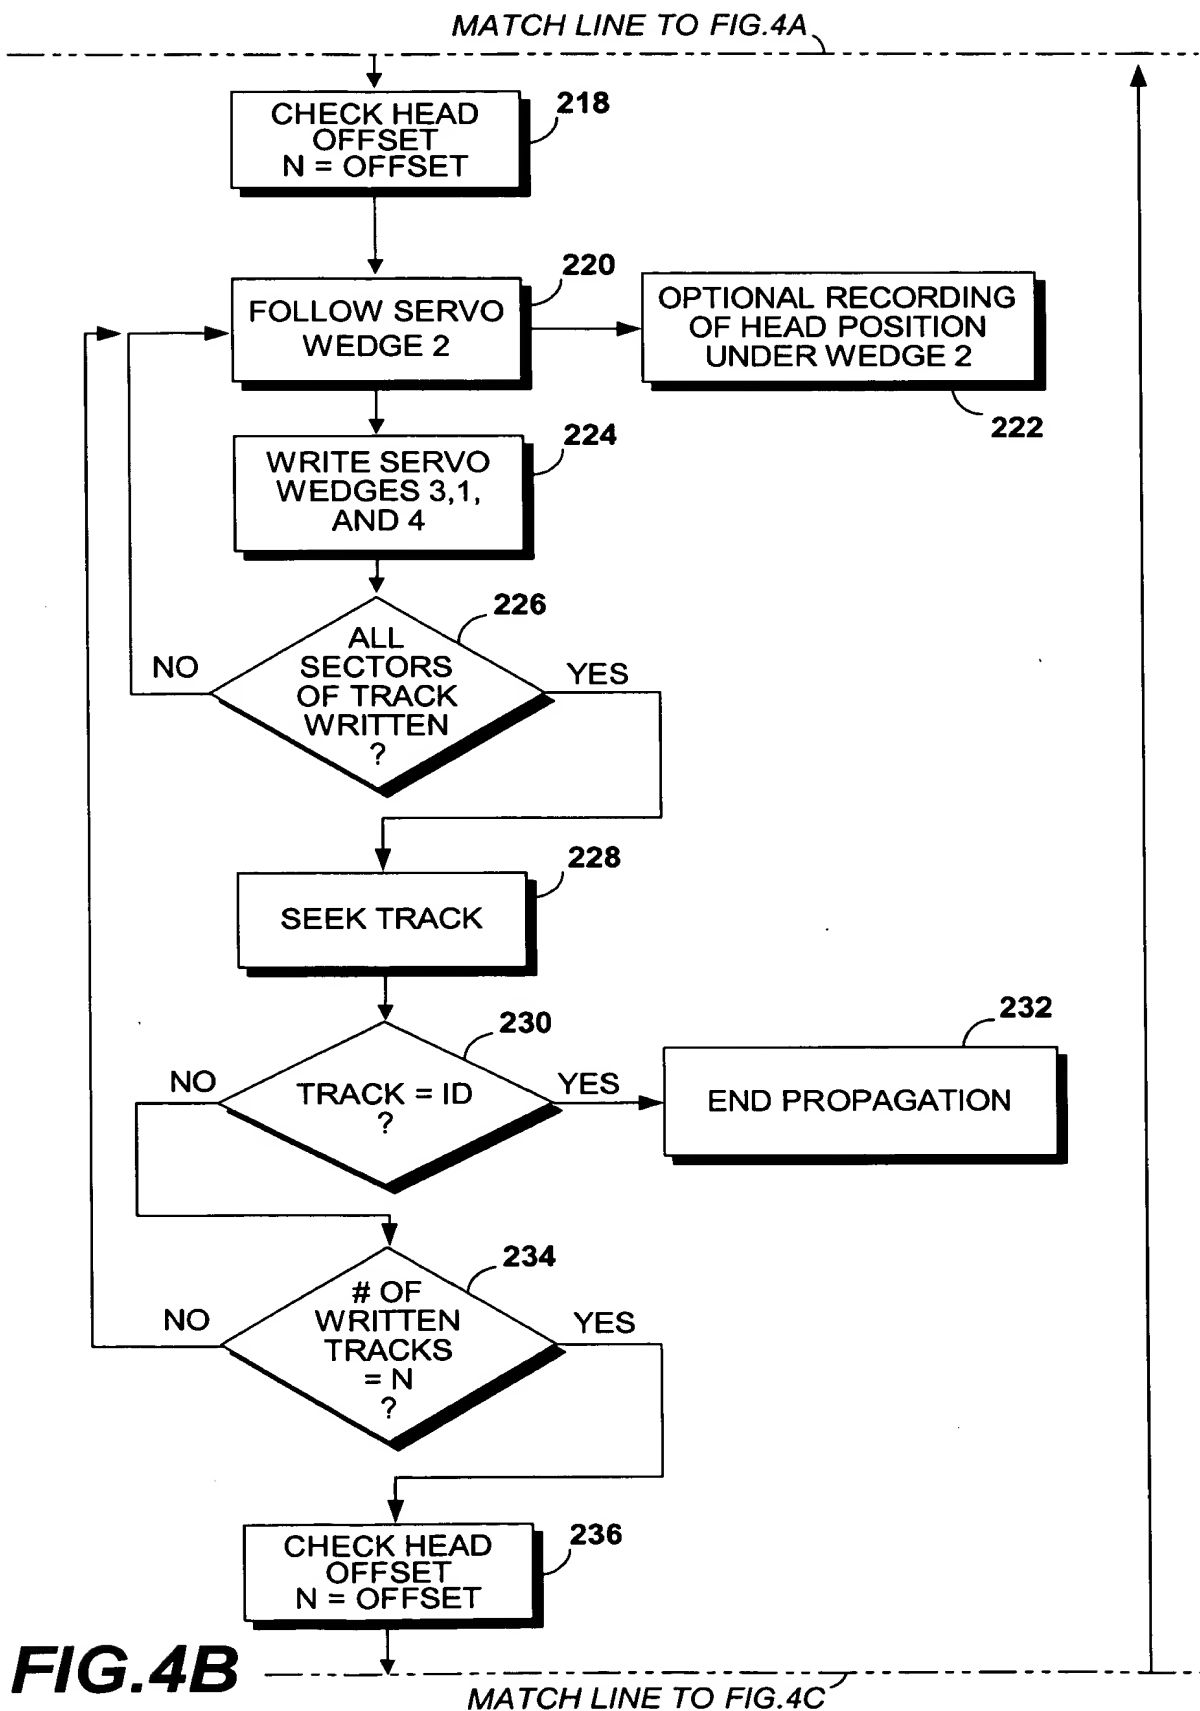 MATCH LINE TO FIG.4A
CHECK HEAD
OFFSET
N = OFFSET
218
FOLLOW SERVO
WEDGE 2
220
OPTIONAL RECORDING
OF HEAD POSITION
UNDER WEDGE 2
222
WRITE SERVO
WEDGES 3,1,
AND 4
224
ALL
SECTORS
OF TRACK
WRITTEN
?
226
NO
YES
SEEK TRACK
228
TRACK = ID
?
230
NO
YES
END PROPAGATION
232
# OF
WRITTEN
TRACKS
= N
?
234
NO
YES
CHECK HEAD
OFFSET
N = OFFSET
236
FIG.4B
MATCH LINE TO FIG.4C